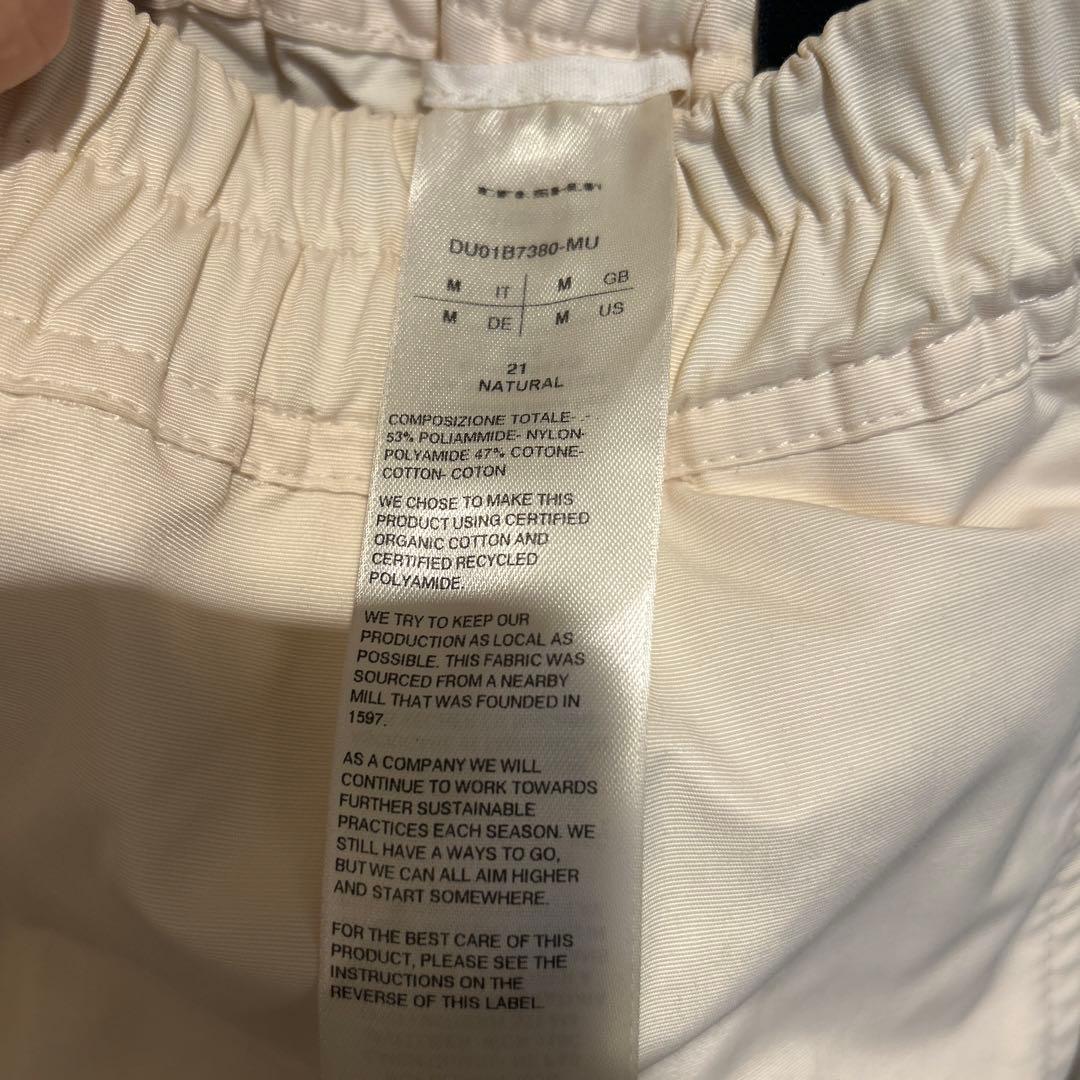 DU01B7380-MU
M IT M GB
M DE M US
21
NATURAL
COMPOSIZIONE TOTALE- -
53% POLIAMMIDE- NYLON-
POLYAMIDE 47% COTONE-
COTTON- COTON
WE CHOSE TO MAKE THIS
PRODUCT USING CERTIFIED
ORGANIC COTTON AND
CERTIFIED RECYCLED
POLYAMIDE.
WE TRY TO KEEP OUR
PRODUCTION AS LOCAL AS
POSSIBLE. THIS FABRIC WAS
SOURCED FROM A NEARBY
MILL THAT WAS FOUNDED IN
1597.
AS A COMPANY WE WILL
CONTINUE TO WORK TOWARDS
FURTHER SUSTAINABLE
PRACTICES EACH SEASON. WE
STILL HAVE A WAYS TO GO,
BUT WE CAN ALL AIM HIGHER
AND START SOMEWHERE.
FOR THE BEST CARE OF THIS
PRODUCT, PLEASE SEE THE
INSTRUCTIONS ON THE
REVERSE OF THIS LABEL.